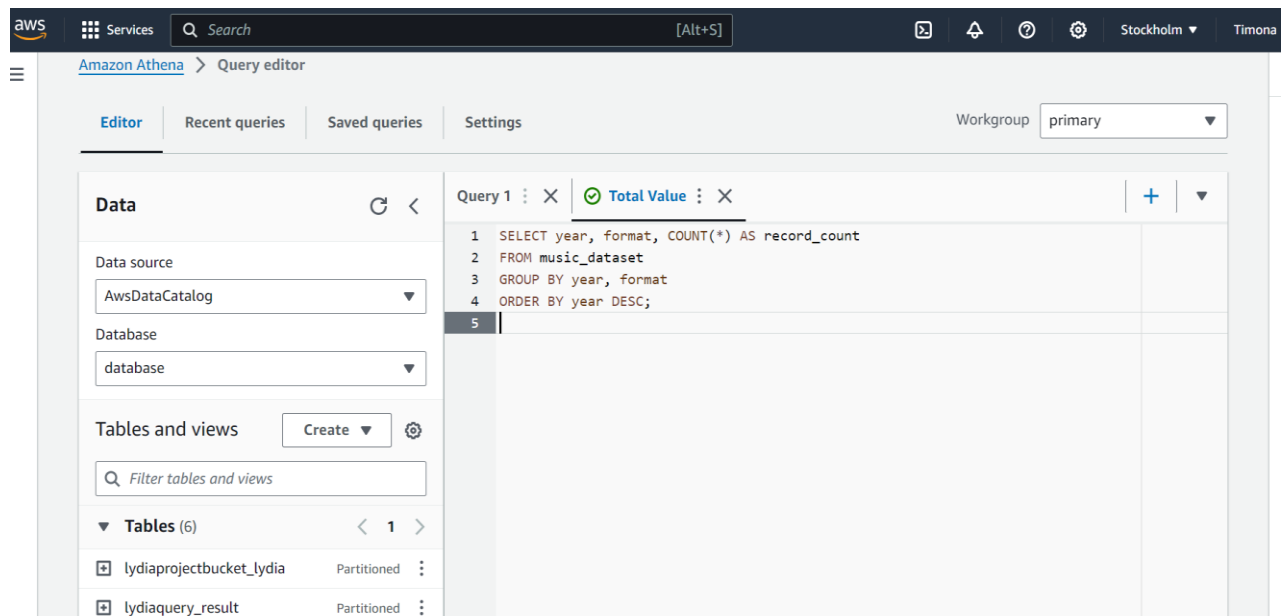 aws Services Search [Alt+S] Stockholm Timona
Amazon Athena > Query editor
Editor Recent queries Saved queries Settings Workgroup primary
Data
Data source
AwsDataCatalog
Database
database
Tables and views Create
Filter tables and views
Tables (6) < 1 >
lydiaprojectbucket_lydia Partitioned
lydiaquery_result Partitioned
Query 1 Total Value
1 SELECT year, format, COUNT(*) AS record_count
2 FROM music_dataset
3 GROUP BY year, format
4 ORDER BY year DESC;
5